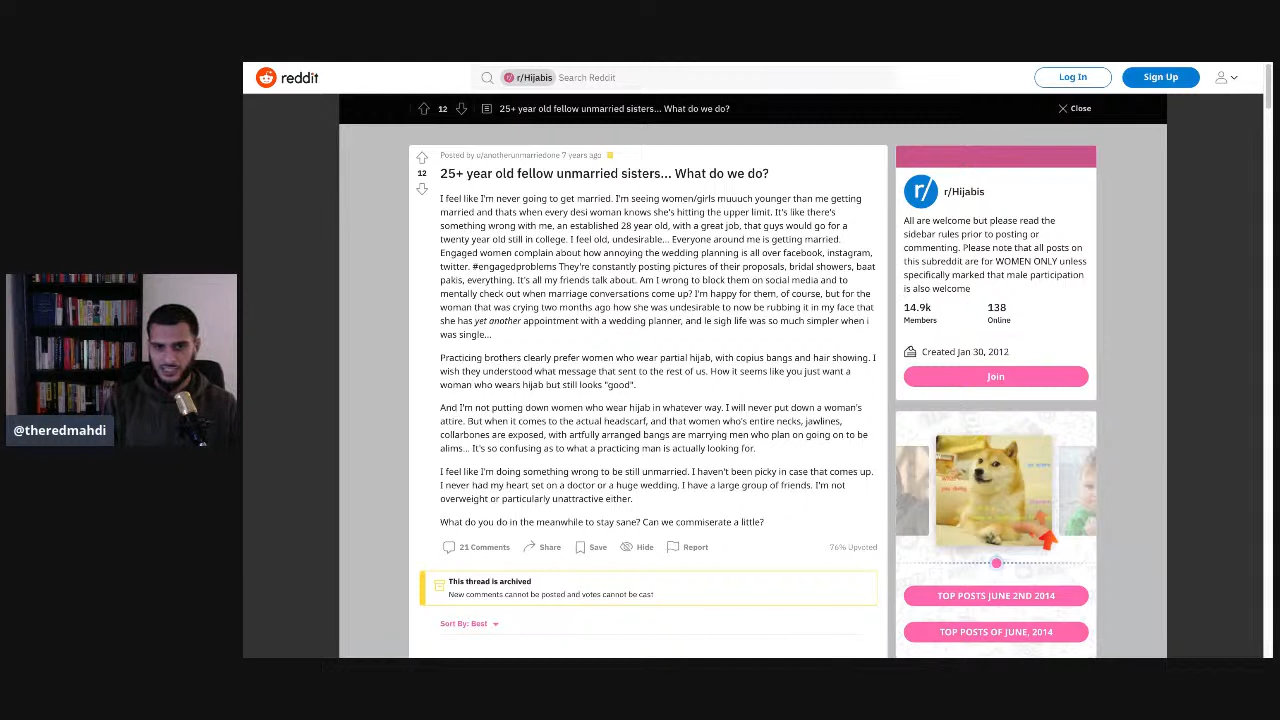 reddit
r/Hijabis
Search Reddit
Log In
Sign Up
12
25+ year old fellow unmarried sisters... What do we do?
Close
Posted by u/anotherunmarriedone 7 years ago
12
25+ year old fellow unmarried sisters... What do we do?
I feel like I'm never going to get married. I'm seeing women/girls muuuch younger than me getting
married and thats when every desi woman knows she's hitting the upper limit. It's like there's
something wrong with me, an established 28 year old, with a great job, that guys would go for a
twenty year old still in college. I feel old, undesirable... Everyone around me is getting married.
Engaged women complain about how annoying the wedding planning is all over facebook, instagram,
twitter. #engagedproblems They're constantly posting pictures of their proposals, bridal showers, baat
pakis, everything. It's all my friends talk about. Am I wrong to block them on social media and to
mentally check out when marriage conversations come up? I'm happy for them, of course, but for the
woman that was crying two months ago how she was undesirable to now be rubbing it in my face that
she has yet another appointment with a wedding planner, and le sigh life was so much simpler when i
was single...
Practicing brothers clearly prefer women who wear partial hijab, with copius bangs and hair showing. I
wish they understood what message that sent to the rest of us. How it seems like you just want a
woman who wears hijab but still looks "good".
And I'm not putting down women who wear hijab in whatever way. I will never put down a woman's
attire. But when it comes to the actual headscarf, and that women who's entire necks, jawlines,
collarbones are exposed, with artfully arranged bangs are marrying men who plan on going on to be
alims... It's so confusing as to what a practicing man is actually looking for.
I feel like I'm doing something wrong to be still unmarried. I haven't been picky in case that comes up.
I never had my heart set on a doctor or a huge wedding. I have a large group of friends. I'm not
overweight or particularly unattractive either.
What do you do in the meanwhile to stay sane? Can we commiserate a little?
21 Comments
Share
Save
Hide
Report
76% Upvoted
This thread is archived
New comments cannot be posted and votes cannot be cast
Sort By: Best
r/
r/Hijabis
All are welcome but please read the
sidebar rules prior to posting or
commenting. Please note that all posts on
this subreddit are for WOMEN ONLY unless
specifically marked that male participation
is also welcome
14.9k
138
Members
Online
Created Jan 30, 2012
Join
TOP POSTS JUNE 2ND 2014
TOP POSTS OF JUNE, 2014
@theredmahdi